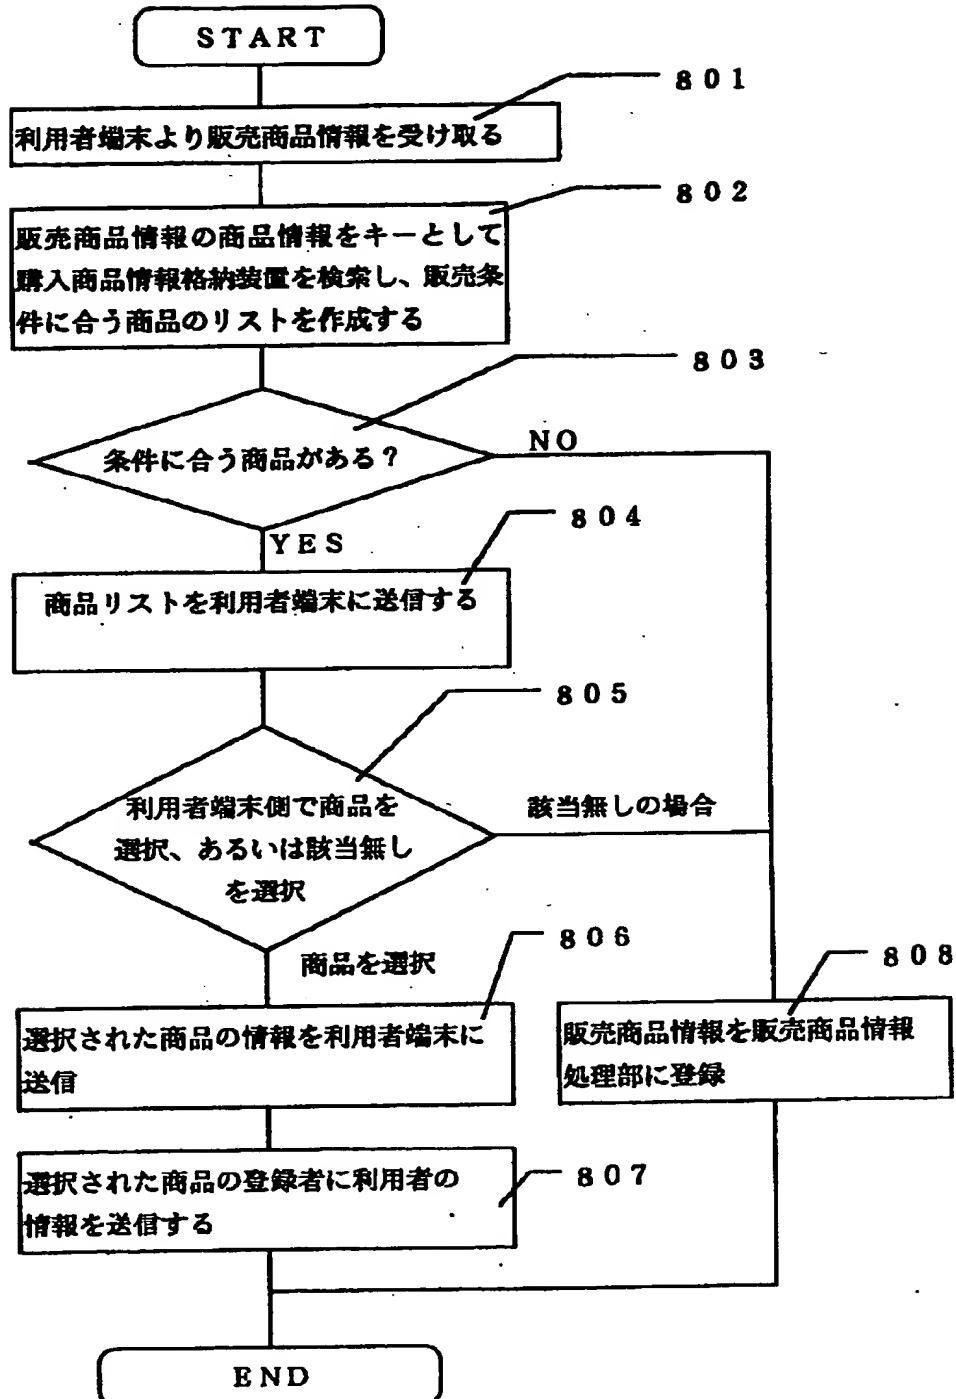 START
801
利用者端末より販売商品情報を受け取る
802
販売商品情報の商品情報をキーとして
購入商品情報格納装置を検索し、販売条
件に合う商品のリストを作成する
803
条件に合う商品がある?
NO
YES
804
商品リストを利用者端末に送信する
805
利用者端末側で商品を
選択、あるいは該当無し
を選択
該当無しの場合
商品を選択
806
選択された商品の情報を利用者端末に
送信
808
販売商品情報を販売商品情報
処理部に登録
807
選択された商品の登録者に利用者の
情報を送信する
END